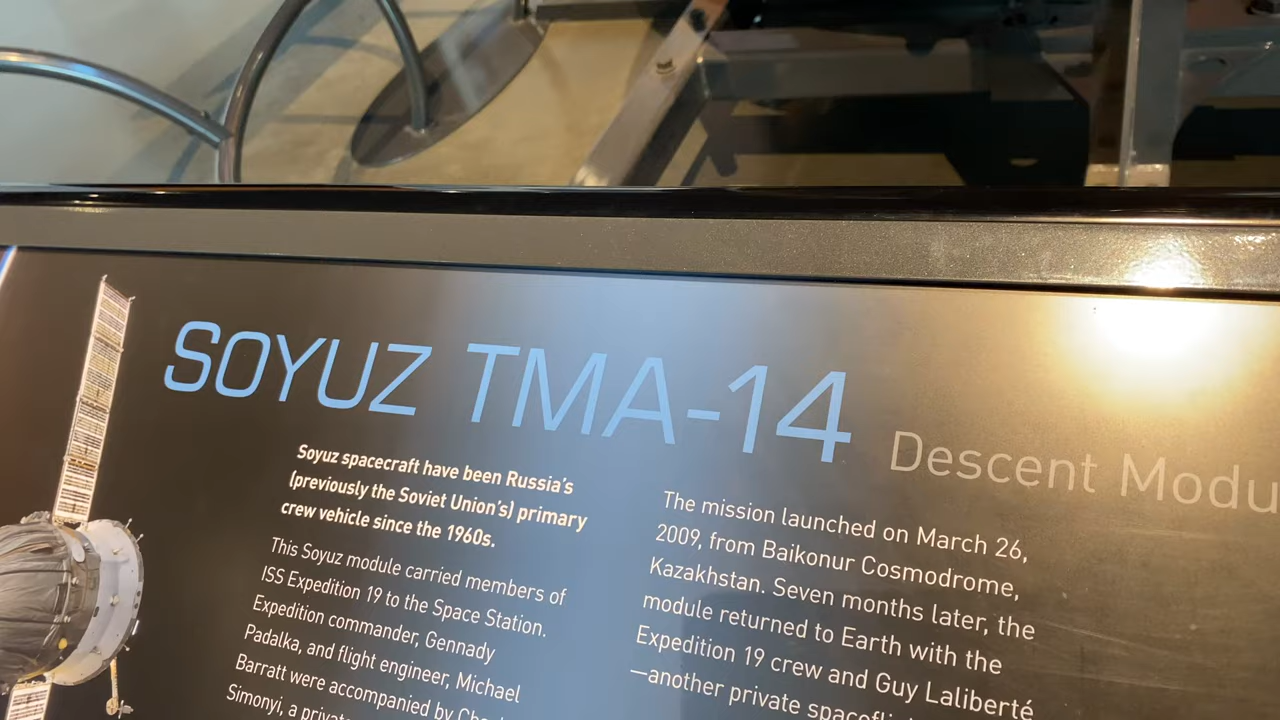 SOYUZ TMA-14 Descent
Soyuz spacecraft have been Russia's
(previously the Soviet Union's) primary
crew vehicle since the 1960s.
This Soyuz module carried members of
ISS Expedition 19 to the Space Station.
Expedition commander, Gennady
Padalka, and flight engineer, Michael
Barratt were accompanied by
Simonyi, a
The mission launched on March 26,
2009, from Baikonur Cosmodrome,
Kazakhstan. Seven months later, the
module returned to Earth with the
Expedition 19 crew and Guy Laliberté
—another private